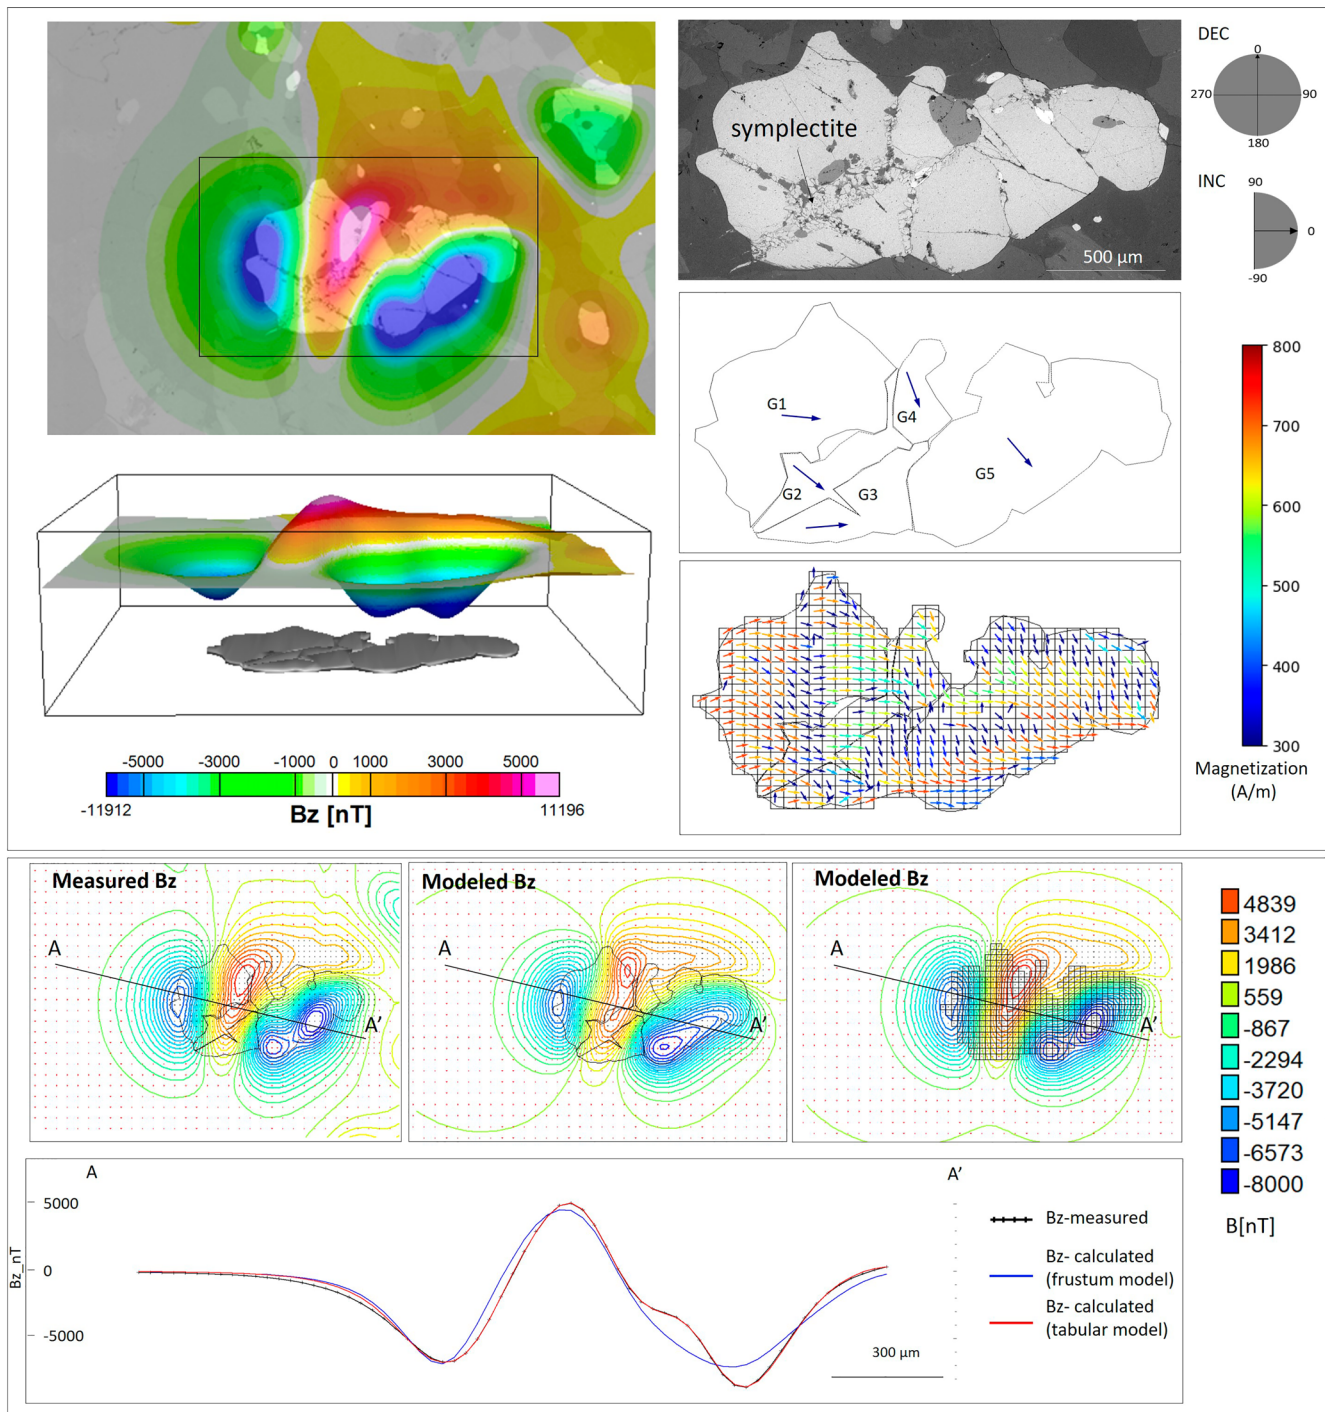 symplectite
500 µm
DEC
0
270
90
180
INC
90
0
-90
G1
G4
G2
G3
G5
800
700
600
500
400
300
Magnetization
(A/m)
-5000 -3000 -1000 0 1000 3000 5000
-11912 11196
Bz [nT]
Measured Bz
A
A'
Modeled Bz
A
A'
Modeled Bz
A
A'
4839
3412
1986
559
-867
-2294
-3720
-5147
-6573
-8000
B[nT]
A A'
5000
0
-5000
Bz_nT
Bz-measured
Bz- calculated
(frustum model)
Bz- calculated
(tabular model)
300 µm